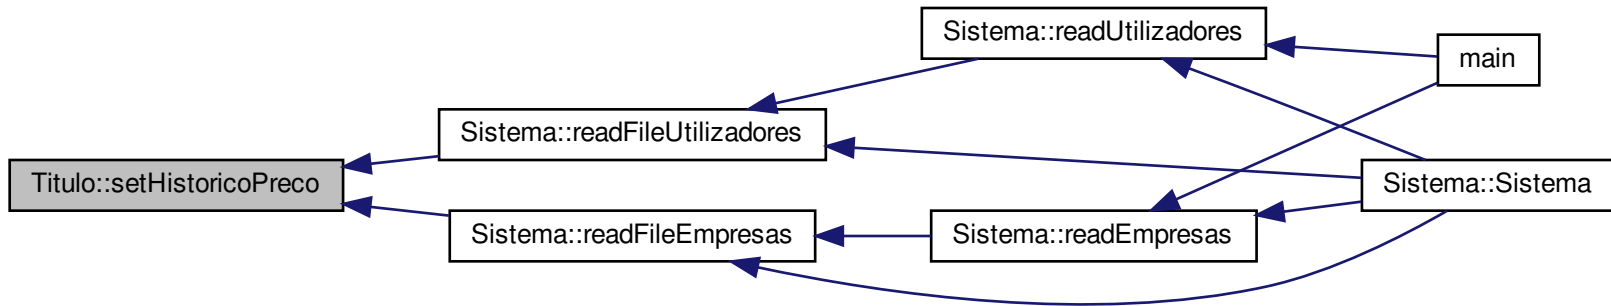 Sistema::readUtilizadores
main
Sistema::readFileUtilizadores
Titulo::setHistoricoPreco
Sistema::Sistema
Sistema::readFileEmpresas
Sistema::readEmpresas